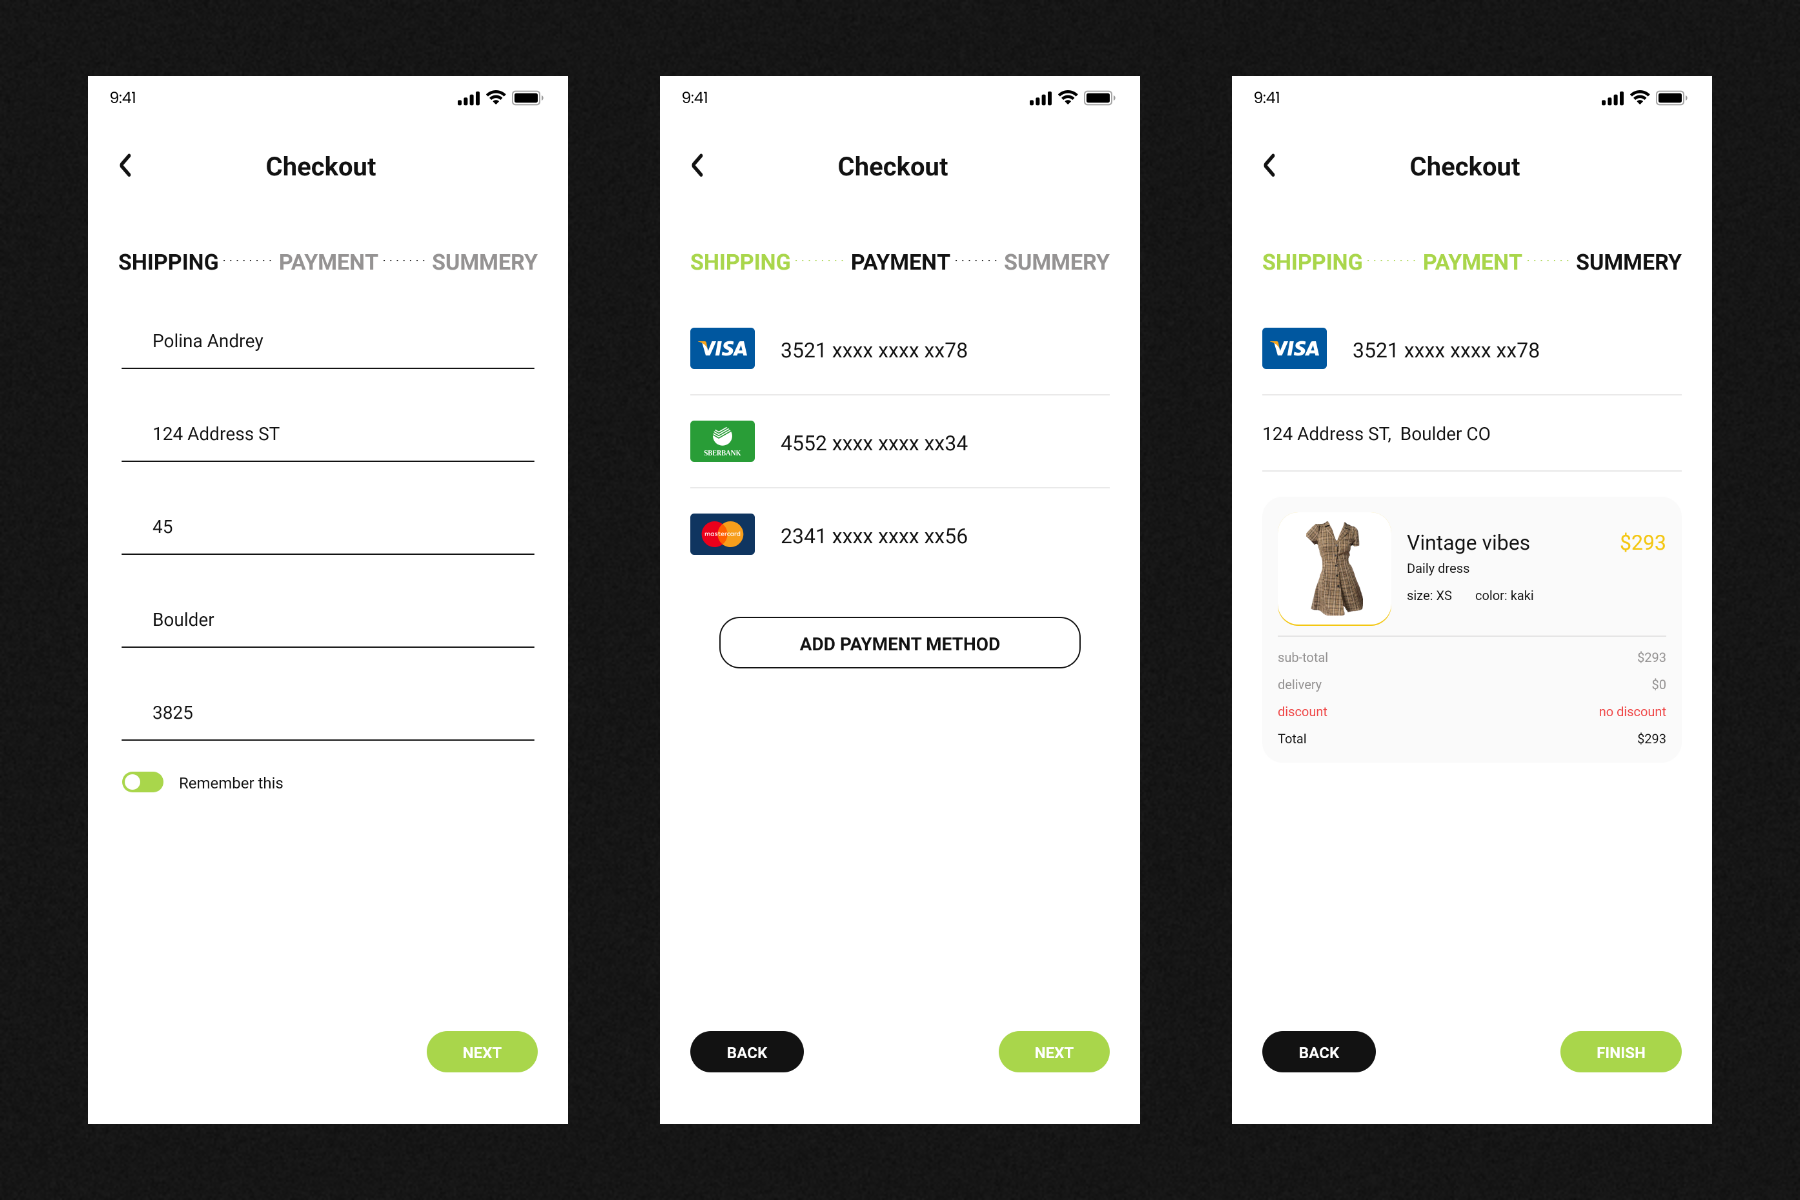 9:41
Checkout
SHIPPING PAYMENT SUMMERY
Polina Andrey
124 Address ST
45
Boulder
3825
Remember this
NEXT
9:41
Checkout
SHIPPING PAYMENT SUMMERY
VISA 3521 xxxx xxxx xx78
SBERBANK 4552 xxxx xxxx xx34
mastercard 2341 xxxx xxxx xx56
ADD PAYMENT METHOD
BACK NEXT
9:41
Checkout
SHIPPING PAYMENT SUMMERY
VISA 3521 xxxx xxxx xx78
124 Address ST, Boulder CO
Vintage vibes $293
Daily dress
size: XS color: kaki
sub-total $293
delivery $0
discount no discount
Total $293
BACK FINISH